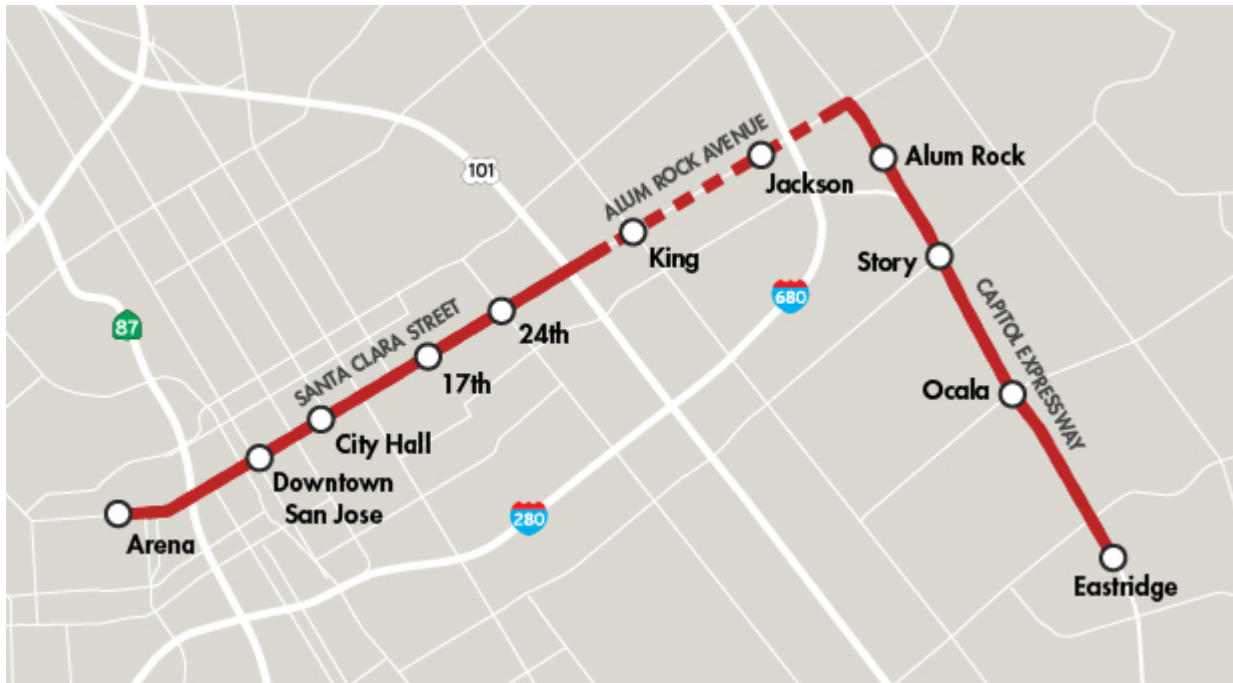 101
ALUM ROCK AVENUE
Alum Rock
Jackson
King
Story
680
87
SANTA CLARA STREET
24th
CAPITOL EXPRESSWAY
17th
Ocala
City Hall
Downtown
San Jose
280
Arena
Eastridge